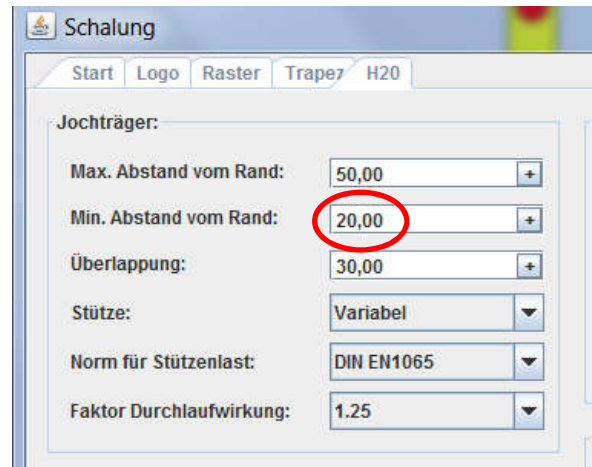 Schalung
Start Logo Raster Trapez H20
Jochträger:
Max. Abstand vom Rand: 50,00 +
Min. Abstand vom Rand: 20,00 +
Überlappung: 30,00 +
Stütze: Variabel
Norm für Stützenlast: DIN EN1065
Faktor Durchlaufwirkung: 1.25